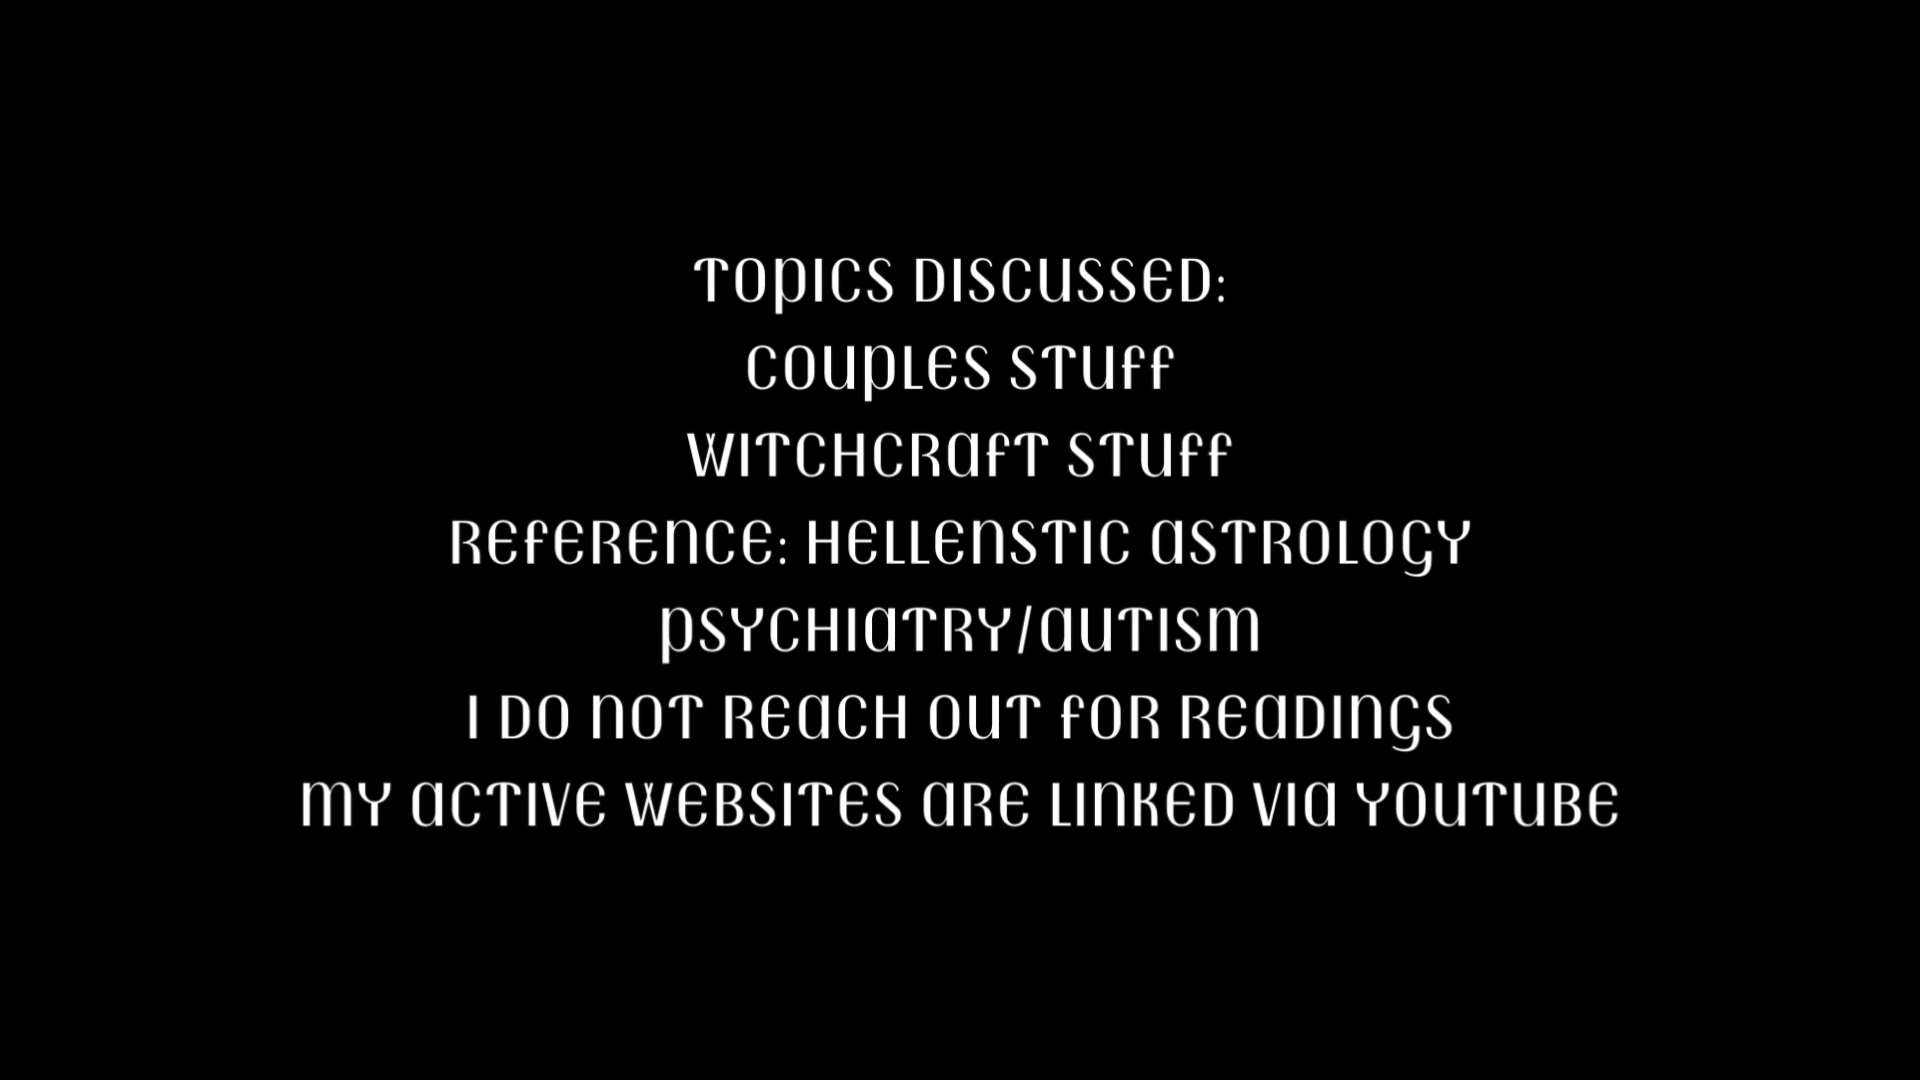 TOPICS DISCUSSED:
COUPLES STUFF
WITCHCRAFT STUFF
REFERENCE: HELLENSTIC ASTROLOGY
PSYCHIATRY/AUTISM
I DO NOT REACH OUT FOR READINGS
MY ACTIVE WEBSITES ARE LINKED VIA YOUTUBE